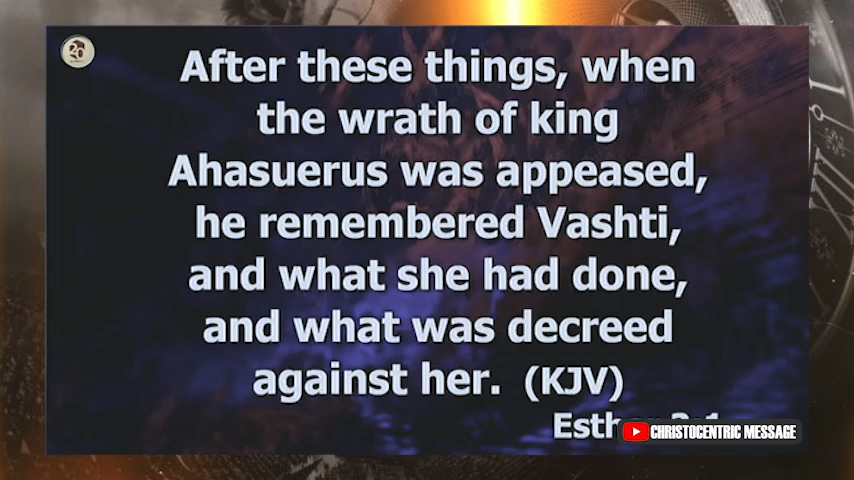 After these things, when
the wrath of king
Ahasuerus was appeased,
he remembered Vashti,
and what she had done,
and what was decreed
against her. (KJV)
CHRISTOCENTRIC MESSAGE